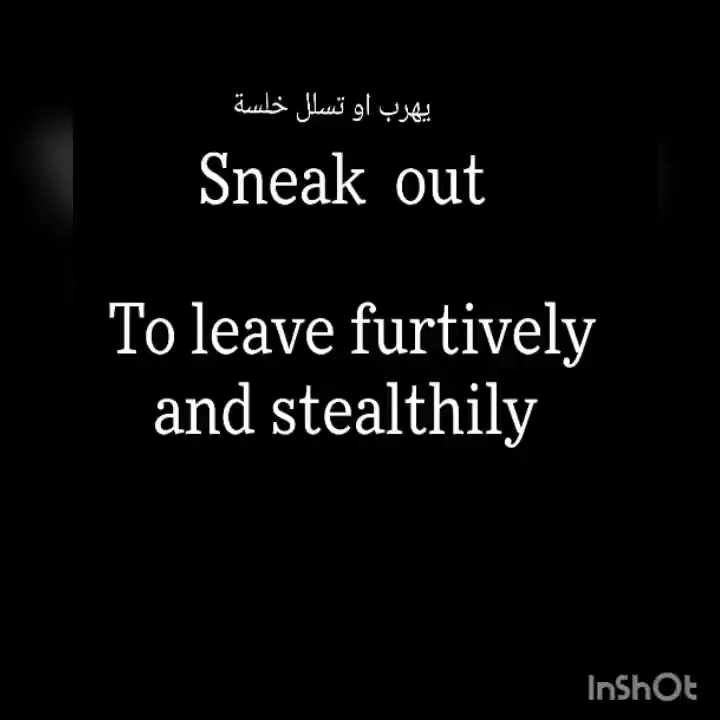 يهرب او تسلل خلسة
Sneak out
To leave furtively
and stealthily
InShOt